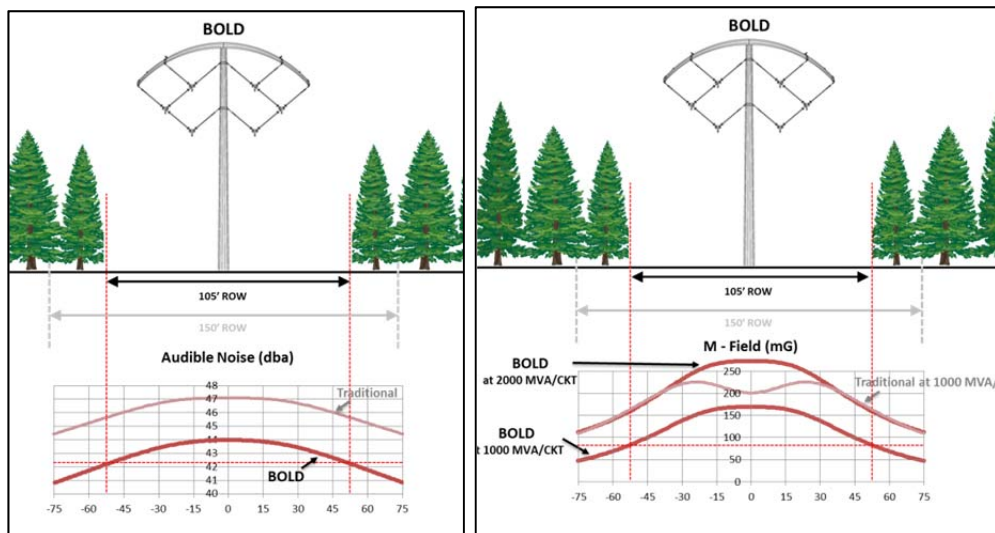 BOLD
105' ROW
150' ROW
Audible Noise (dba)
48
47
46
45
44
43
42
41
40
Traditional
BOLD
-75 -60 -45 -30 -15 0 15 30 45 60 75
BOLD
105' ROW
150' ROW
M - Field (mG)
BOLD
at 2000 MVA/CKT
250
200
150
100
50
0
Traditional at 1000 MVA/
BOLD
t 1000 MVA/CKT
-75 -60 -45 -30 -15 0 15 30 45 60 75